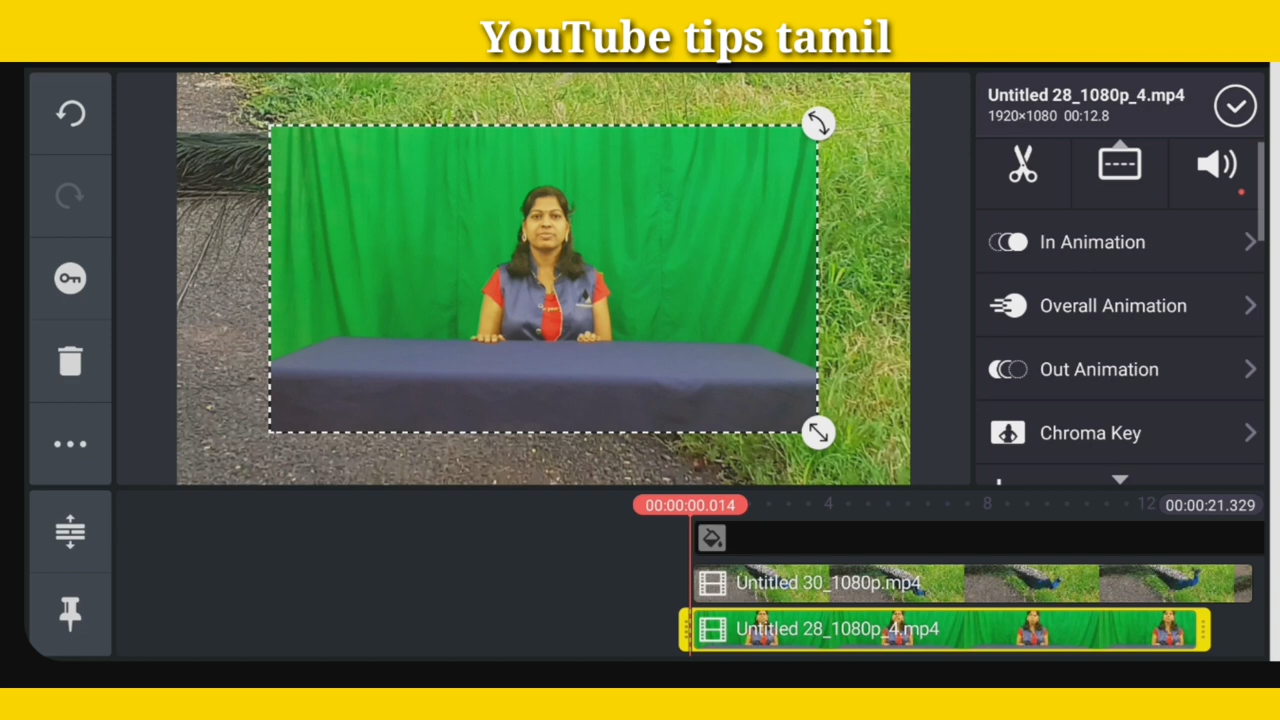 YouTube tips tamil
Untitled 28_1080p_4.mp4
1920×1080 00:12.8
In Animation
Overall Animation
Out Animation
Chroma Key
00:00:00.014
4
8
12
00:00:21.329
Untitled 30_1080p.mp4
Untitled 28_1080p_4.mp4